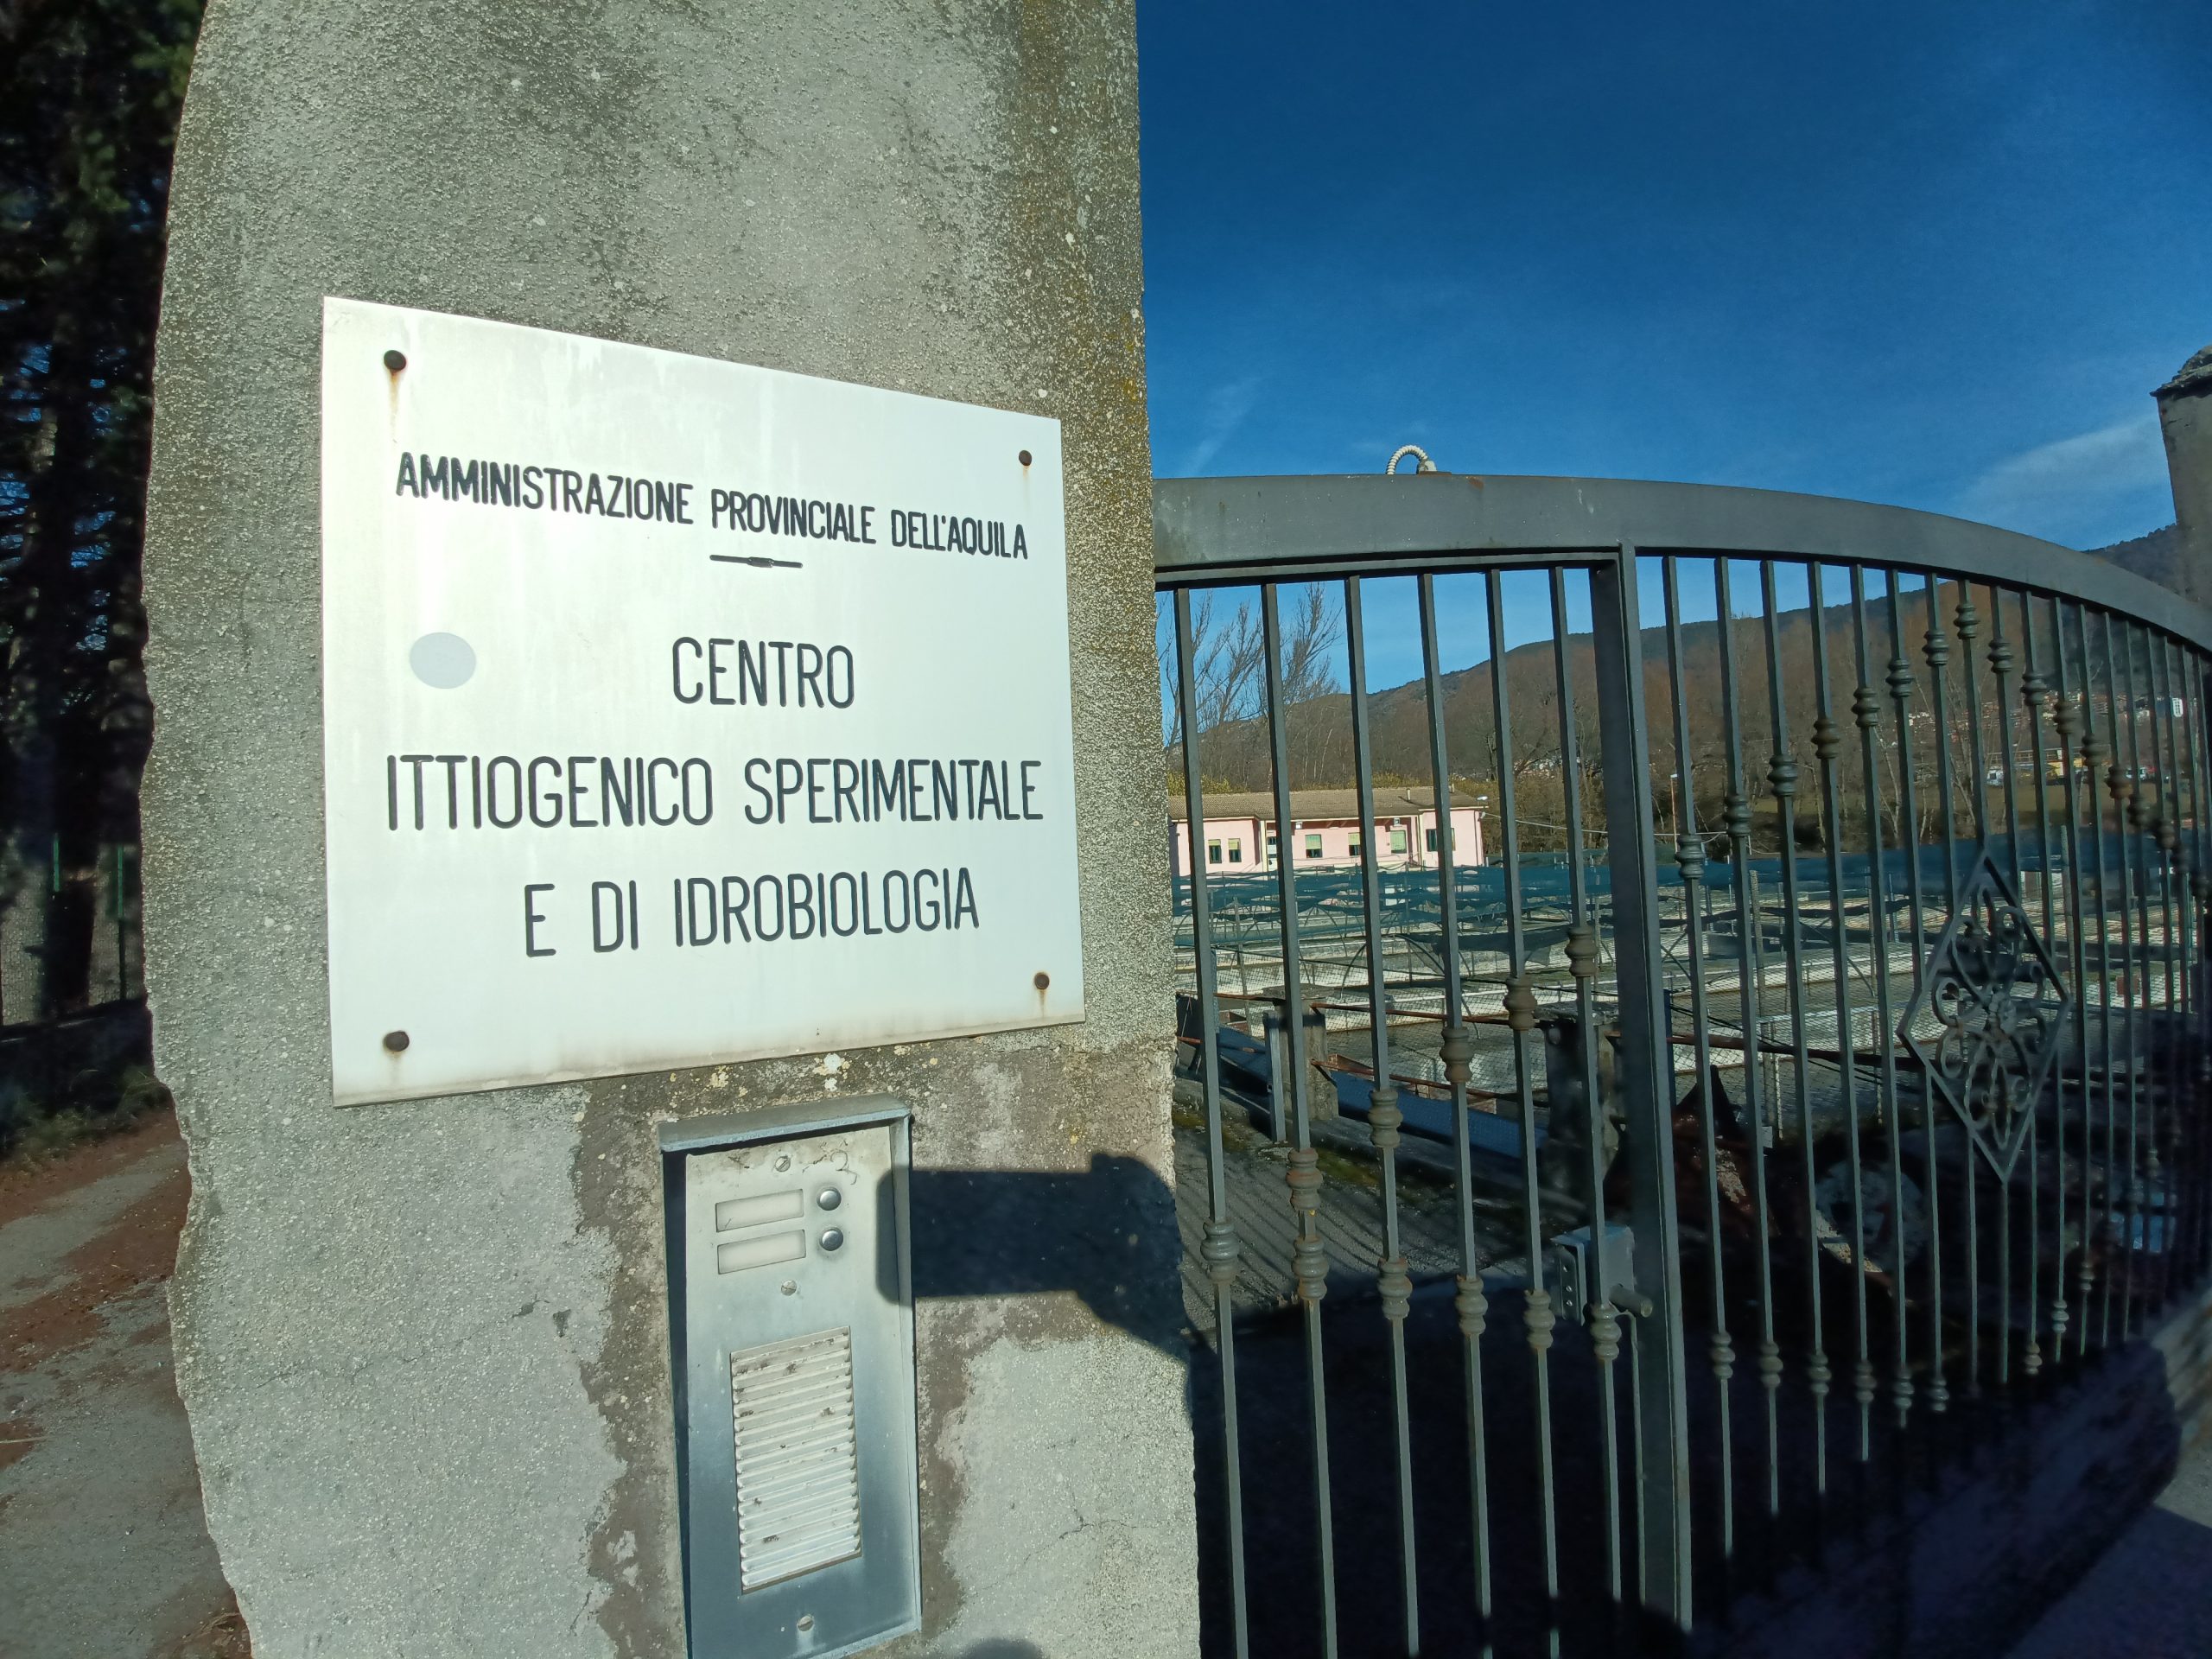 AMMINISTRAZIONE PROVINCIALE DELL'AQUILA
CENTRO
ITTIOGENICO SPERIMENTALE
E DI IDROBIOLOGIA